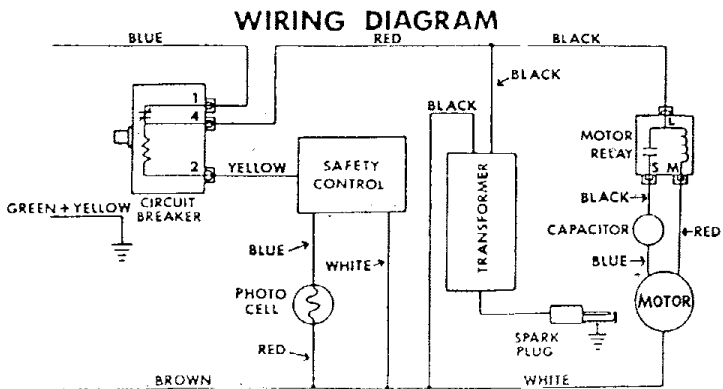 WIRING DIAGRAM
BLUE
RED
BLACK
BLACK
BLACK
1
4
2
CIRCUIT
BREAKER
YELLOW
SAFETY
CONTROL
GREEN + YELLOW
BLUE
WHITE
PHOTO
CELL
RED
TRANSFORMER
SPARK
PLUG
MOTOR
RELAY
L
S M
BLACK
CAPACITOR
RED
BLUE
MOTOR
BROWN
WHITE